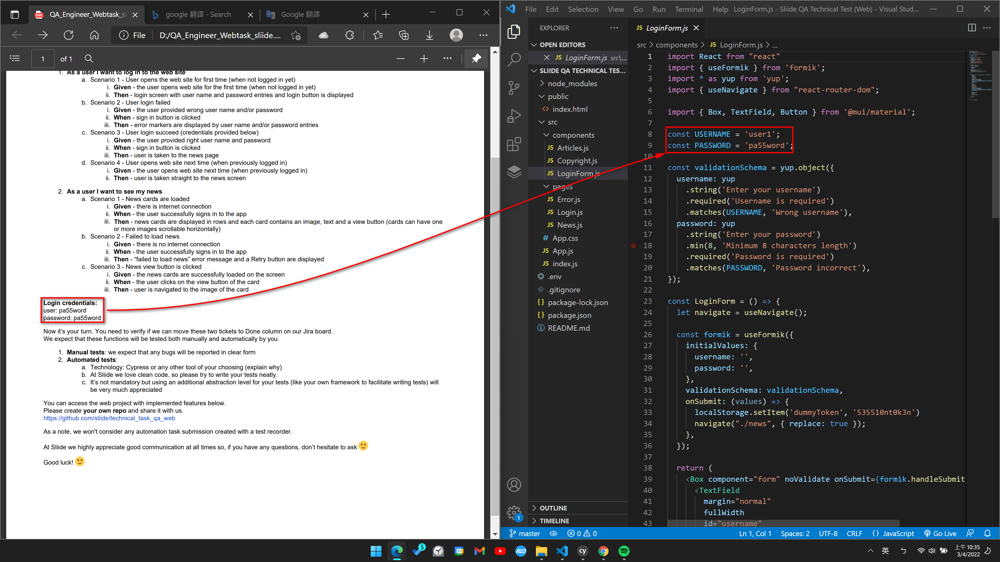 QA_Engineer_Webtask_sl
google 翻譯 - Search
Google 翻譯
File
D:/QA_Engineer_Webtask_sliide....
1
of 1
1. As a user I want to log in to the web site
a. Scenario 1 - User opens the web site for first time (when not logged in yet)
i. Given - the user opens web site for the first time (when not logged in yet)
ii. Then - login screen with user name and password entries and login button is displayed
b. Scenario 2 - User login failed
i. Given - the user provided wrong user name and/or password
ii. When - sign in button is clicked
iii. Then - error markers are displayed by user name and/or password entries
c. Scenario 3 - User login succeed (credentials provided below)
i. Given - the user provided right user name and password
ii. When - sign in button is clicked
iii. Then - user is taken to the news page
d. Scenario 4 - User opens web site next time (when previously logged in)
i. Given - the user opens web site next time (when previously logged in)
ii. Then - user is taken straight to the news screen
2. As a user I want to see my news
a. Scenario 1 - News cards are loaded
i. Given - there is internet connection
ii. When - the user successfully signs in to the app
iii. Then - news cards are displayed in rows and each card contains an image, text and a view button (cards can have one
or more images scrollable horizontally)
b. Scenario 2 - Failed to load news
i. Given - there is no internet connection
ii. When - the user successfully signs in to the app
iii. Then - “failed to load news” error message and a Retry button are displayed
c. Scenario 3 - News view button is clicked
i. Given - the news cards are successfully loaded on the screen
ii. When - the user clicks on the view button of the card
iii. Then - user is navigated to the image of the card
Login credentials:
user: pa55word
password: pa55word
Now it’s your turn. You need to verify if we can move these two tickets to Done column on our Jira board.
We expect that these functions will be tested both manually and automatically by you.
1. Manual tests: we expect that any bugs will be reported in clear form
2. Automated tests:
a. Technology: Cypress or any other tool of your choosing (explain why)
b. At Sliide we love clean code, so please try to write your tests neatly.
c. It’s not mandatory but using an additional abstraction level for your tests (like your own framework to facilitate writing tests) will
be very much appreciated
You can access the web project with implemented features below.
Please create your own repo and share it with us.
https://github.com/sliide/technical_task_qa_web
As a note, we won't consider any automation task submission created with a test recorder.
At Sliide we highly appreciate good communication at all times so, if you have any questions, don’t hesitate to ask 🙂
Good luck! 🙂
File Edit Selection View Go Run Terminal Help LoginForm.js - Sliide QA Technical Test (Web) - Visual Stud...
EXPLORER
OPEN EDITORS
JS LoginForm.js src\...
SLIIDE QA TECHNICAL TES...
node_modules
public
<> index.html
src
components
JS Articles.js
JS Copyright.js
JS LoginForm.js
pages
JS Error.js
JS Login.js
JS News.js
# App.css
JS App.js
JS index.js
.env
.gitignore
{} package-lock.json
{} package.json
README.md
OUTLINE
TIMELINE
1
JS LoginForm.js
src > components > JS LoginForm.js > ...
1 import React from "react"
2 import { useFormik } from 'formik';
3 import * as yup from 'yup';
4 import { useNavigate } from "react-router-dom";
5
6 import { Box, TextField, Button } from '@mui/material';
7
8 const USERNAME = 'user1';
9 const PASSWORD = 'pa55word';
10
11 const validationSchema = yup.object({
12 username: yup
13 .string('Enter your username')
14 .required('Username is required')
15 .matches(USERNAME, 'Wrong username'),
16 password: yup
17 .string('Enter your password')
18 .min(8, 'Minimum 8 characters length')
19 .required('Password is required')
20 .matches(PASSWORD, 'Password incorrect'),
21 });
22
23 const LoginForm = () => {
24 let navigate = useNavigate();
25
26 const formik = useFormik({
27 initialValues: {
28 username: '',
29 password: '',
30 },
31 validationSchema: validationSchema,
32 onSubmit: (values) => {
33 localStorage.setItem('dummyToken', '535510nt0k3n')
34 navigate("./news", { replace: true });
35 },
36 });
37
38 return (
39 <Box component="form" noValidate onSubmit={formik.handleSubmit}
40 <TextField
41 margin="normal"
42 fullWidth
43 id="username"
master
0 0
Ln 1, Col 1 Spaces: 2 UTF-8 CRLF {} JavaScript Go Live
5
31
cy
英
ㄣ
上午 10:35
3/4/2022